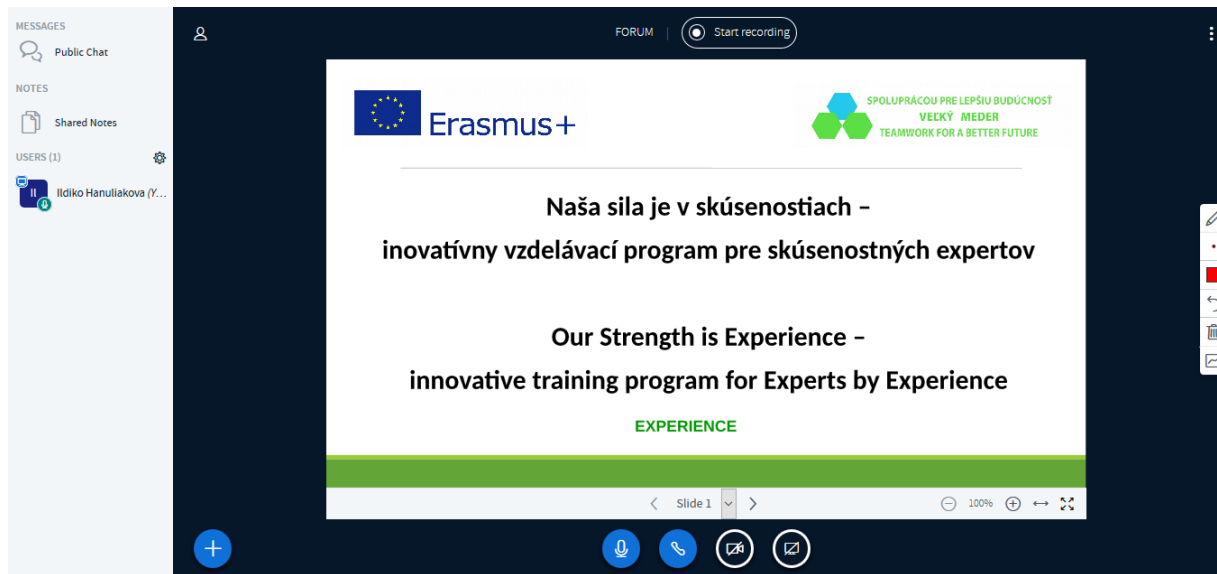 MESSAGES
Public Chat
NOTES
Shared Notes
USERS (1)
II
Ildiko Hanuliakova (Y...
FORUM
Start recording
Erasmus+
SPOLUPRÁCOU PRE LEPŠIU BUDÚCNOSŤ
VEĽKÝ MEDER
TEAMWORK FOR A BETTER FUTURE
Naša sila je v skúsenostiach –
inovatívny vzdelávací program pre skúsenostných expertov
Our Strength is Experience –
innovative training program for Experts by Experience
EXPERIENCE
Slide 1
100%